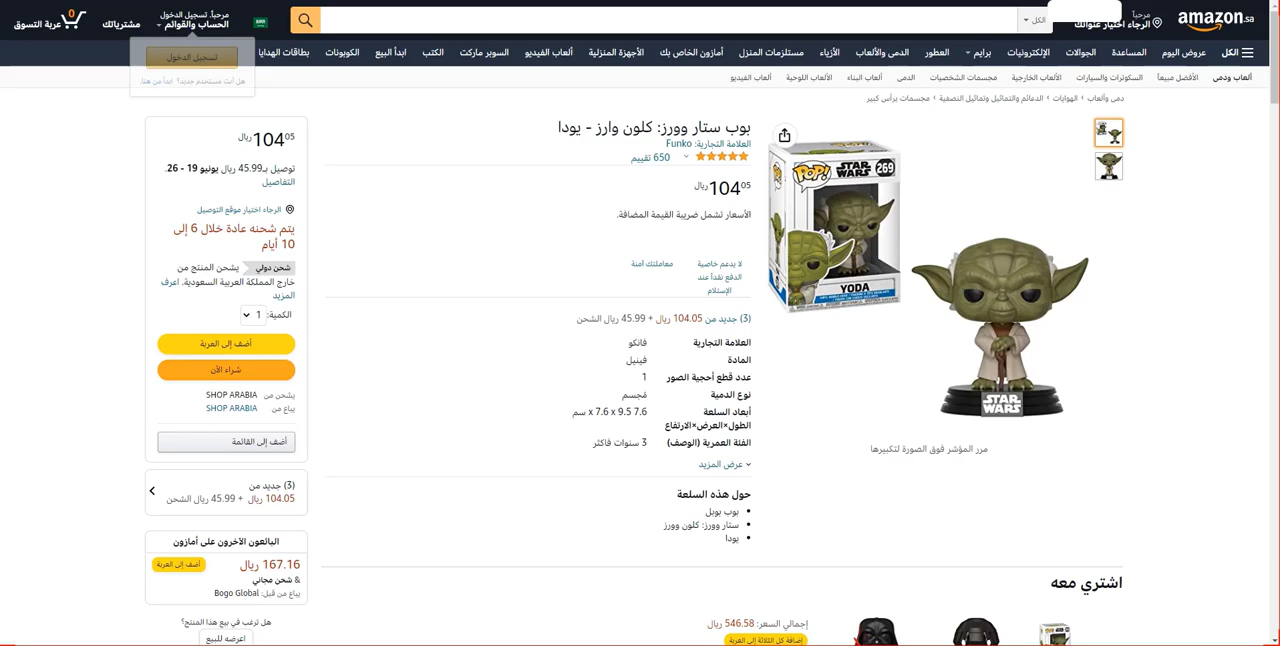 amazon.sa
مرحباً
الرجاء اختيار عنوانك
الكل
مرحباً. تسجيل الدخول
الحساب والقوائم
مشترياتك
0
عربة التسوق
الكل
عروض اليوم
المساعدة
الجوالات
الإلكترونيات
برايم
العطور
الدمى والألعاب
الأزياء
مستلزمات المنزل
أمازون الخاص بك
الأجهزة المنزلية
ألعاب الفيديو
السوبر ماركت
الكتب
ابدأ البيع
الكوبونات
بطاقات الهدايا
تسجيل الدخول
هل أنت مستخدم جديد؟ ابدأ من هنا.
ألعاب ودمى
الأفضل مبيعاً
السكوترات والسيارات
الألعاب الخارجية
مجسمات الشخصيات
الدمى
ألعاب البناء
الألعاب اللوحية
ألعاب الفيديو
دمى وألعاب › الهوايات › الدعائم والتماثيل وتماثيل النصفية › مجسمات برأس كبير
POP!
STAR WARS
269
YODA
STAR WARS
مرر المؤشر فوق الصورة لتكبيرها
بوب ستار وورز: كلون وارز - يودا
العلامة التجارية: Funko
650 تقييم
104 05 ريال
الأسعار تشمل ضريبة القيمة المضافة.
لا يدعم خاصية
الدفع نقداً عند
الإستلام
معاملتك آمنة
(3) جديد من 104.05 ريال + 45.99 ريال الشحن
العلامة التجارية فانكو
المادة فينيل
عدد قطع أحجية الصور 1
نوع الدمية مُجسم
أبعاد السلعة 7.6 x 7.6 x 9.5 سم
الطول×العرض×الارتفاع
الفئة العمرية (الوصف) 3 سنوات فأكثر
عرض المزيد
حول هذه السلعة
بوب بوبل
ستار وورز: كلون وورز
يودا
104 05 ريال
توصيل بـ45.99 ريال يونيو 19 - 26.
التفاصيل
الرجاء اختيار موقع التوصيل
يتم شحنه عادة خلال 6 إلى
10 أيام
شحن دولي يشحن المنتج من
خارج المملكة العربية السعودية. اعرف
المزيد
الكمية: 1
أضف إلى العربة
شراء الآن
يشحن من SHOP ARABIA
يباع من SHOP ARABIA
أضف إلى القائمة
(3) جديد من
104.05 ريال + 45.99 ريال الشحن
البائعون الآخرون على أمازون
167.16 ريال
أضف إلى العربة
& شحن مجاني
يباع من قبل: Bogo Global
هل ترغب في بيع هذا المنتج؟
اعرضه للبيع
اشتري معه
إجمالي السعر: 546.58 ريال
إضافة كل الثلاثة إلى العربة